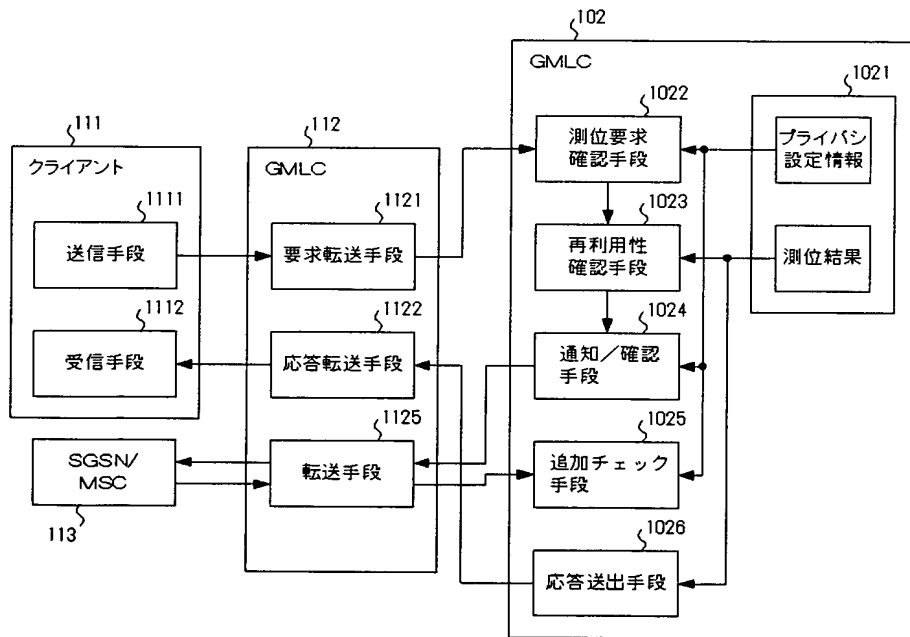 102
GMLC
1021
プライバシ
設定情報
測位結果
1022
測位要求
確認手段
1023
再利用性
確認手段
1024
通知／確認
手段
1025
追加チェック
手段
1026
応答送出手段
111
クライアント
1111
送信手段
1112
受信手段
112
GMLC
1121
要求転送手段
1122
応答転送手段
1125
転送手段
SGSN/
MSC
113